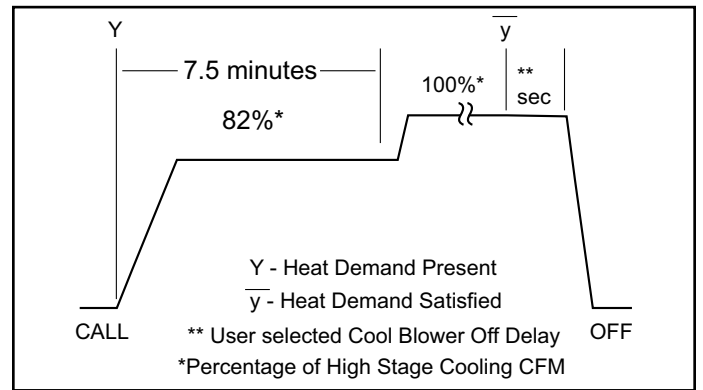 Y
y̅
7.5 minutes
100%*
**
sec
82%*
Y - Heat Demand Present
y̅ - Heat Demand Satisfied
CALL
** User selected Cool Blower Off Delay
OFF
*Percentage of High Stage Cooling CFM